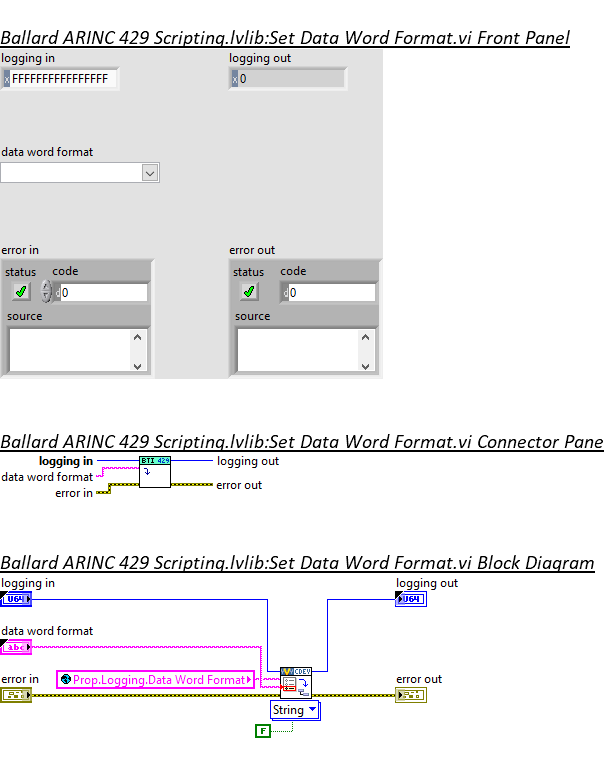 Ballard ARINC 429 Scripting.lvlib:Set Data Word Format.vi Front Panel
logging in logging out
x FFFFFFFFFFFFFFFF x 0
data word format
error in error out
status code status code
d 0 d 0
source source
Ballard ARINC 429 Scripting.lvlib:Set Data Word Format.vi Connector Pane
logging in BTI 429 logging out
data word format
error in error out
Ballard ARINC 429 Scripting.lvlib:Set Data Word Format.vi Block Diagram
logging in logging out
U64 U64
data word format
abc
error in Prop.Logging.Data Word Format CDEV error out
String
F